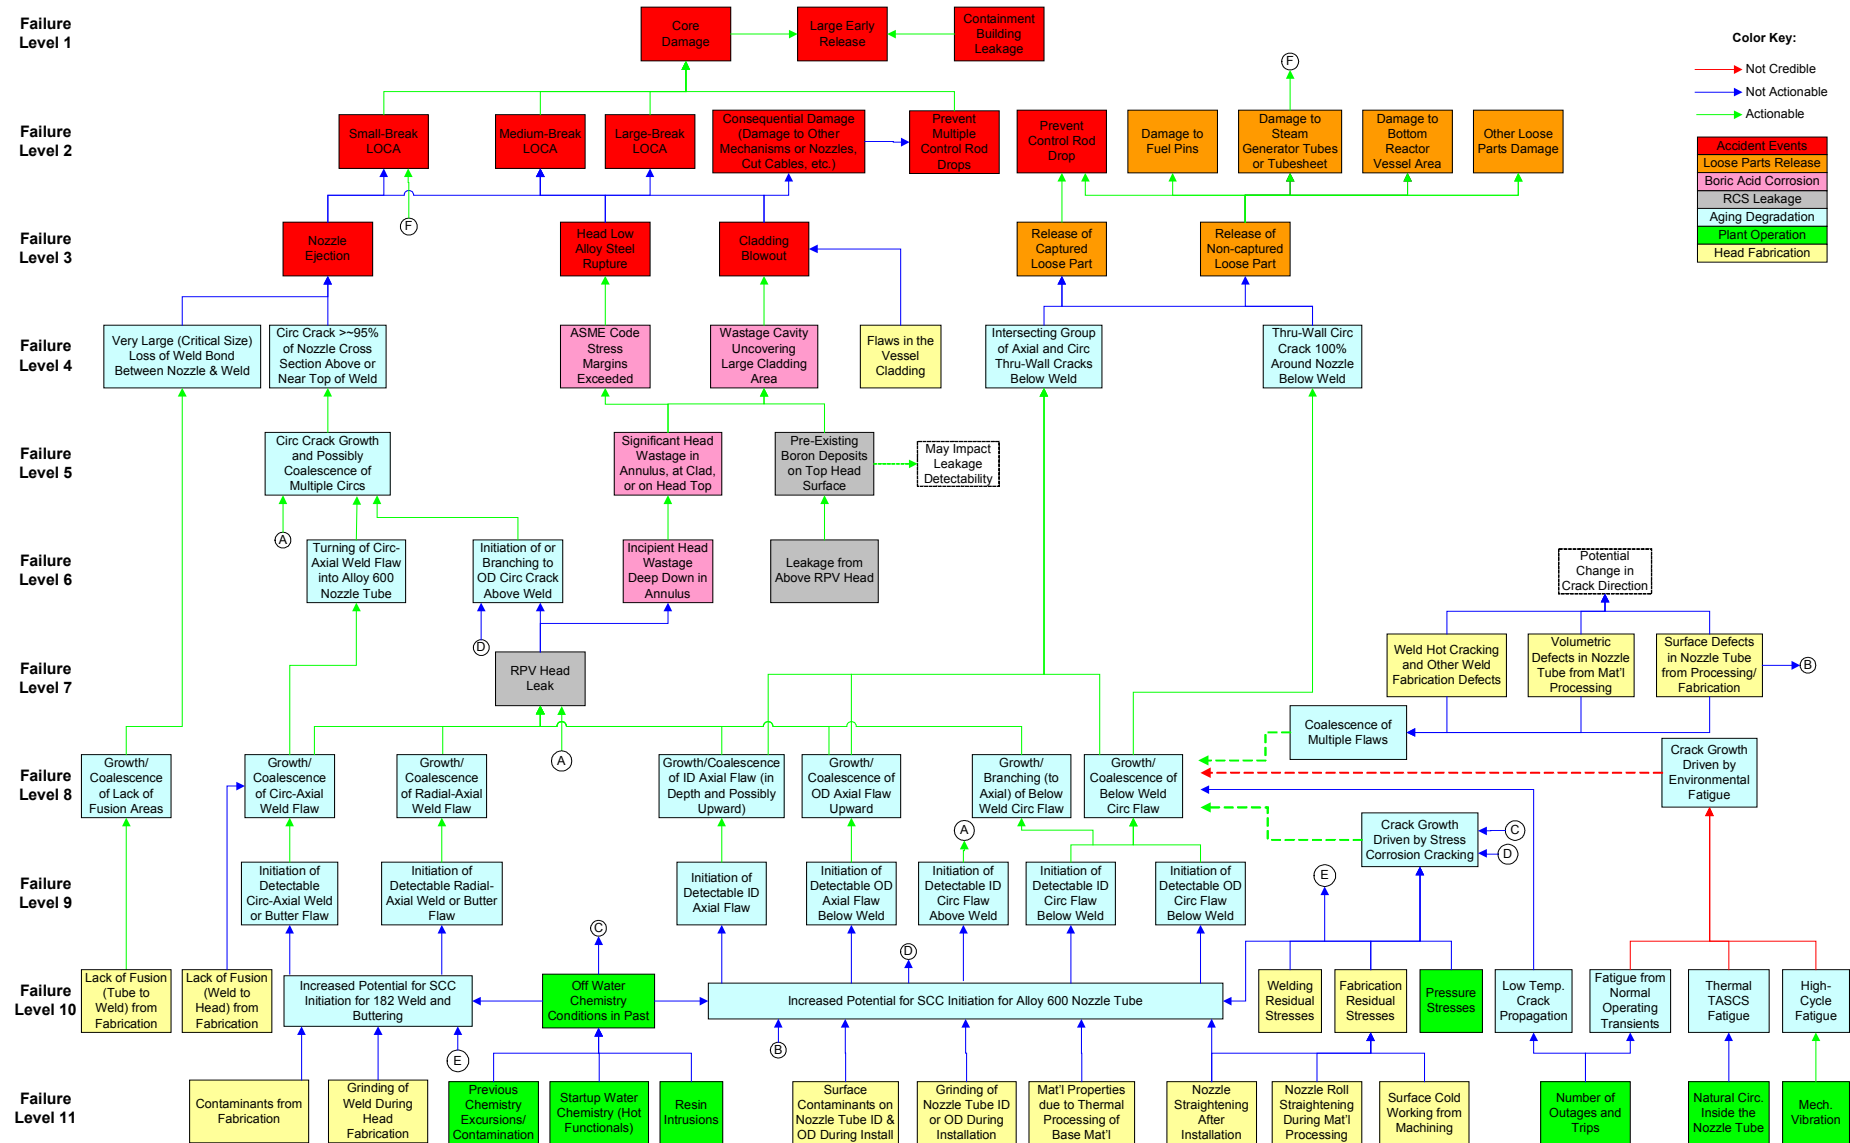 Failure
Level 1
Core
Damage
Large Early
Release
Containment
Building
Leakage
Color Key:
Not Credible
Not Actionable
Actionable
Accident Events
Loose Parts Release
Boric Acid Corrosion
RCS Leakage
Aging Degradation
Plant Operation
Head Fabrication
F
Failure
Level 2
Small-Break
LOCA
Medium-Break
LOCA
Large-Break
LOCA
Consequential Damage
(Damage to Other
Mechanisms or Nozzles,
Cut Cables, etc.)
Prevent
Multiple
Control Rod
Drops
Prevent
Control Rod
Drop
Damage to
Fuel Pins
Damage to
Steam
Generator Tubes
or Tubesheet
Damage to
Bottom
Reactor
Vessel Area
Other Loose
Parts Damage
F
Failure
Level 3
Nozzle
Ejection
Head Low
Alloy Steel
Rupture
Cladding
Blowout
Release of
Captured
Loose Part
Release of
Non-captured
Loose Part
Failure
Level 4
Very Large (Critical Size)
Loss of Weld Bond
Between Nozzle & Weld
Circ Crack >~95%
of Nozzle Cross
Section Above or
Near Top of Weld
ASME Code
Stress
Margins
Exceeded
Wastage Cavity
Uncovering
Large Cladding
Area
Flaws in the
Vessel
Cladding
Intersecting Group
of Axial and Circ
Thru-Wall Cracks
Below Weld
Thru-Wall Circ
Crack 100%
Around Nozzle
Below Weld
Failure
Level 5
Circ Crack Growth
and Possibly
Coalescence of
Multiple Circs
Significant Head
Wastage in
Annulus, at Clad,
or on Head Top
Pre-Existing
Boron Deposits
on Top Head
Surface
May Impact
Leakage
Detectability
A
Failure
Level 6
Turning of Circ-
Axial Weld Flaw
into Alloy 600
Nozzle Tube
Initiation of or
Branching to
OD Circ Crack
Above Weld
Incipient Head
Wastage
Deep Down in
Annulus
Leakage from
Above RPV Head
Potential
Change in
Crack Direction
D
Failure
Level 7
RPV Head
Leak
Weld Hot Cracking
and Other Weld
Fabrication Defects
Volumetric
Defects in Nozzle
Tube from Mat'l
Processing
Surface Defects
in Nozzle Tube
from Processing/
Fabrication
B
Coalescence of
Multiple Flaws
A
Failure
Level 8
Growth/
Coalescence
of Lack of
Fusion Areas
Growth/
Coalescence
of Circ-Axial
Weld Flaw
Growth/
Coalescence
of Radial-Axial
Weld Flaw
Growth/Coalescence
of ID Axial Flaw (in
Depth and Possibly
Upward)
Growth/
Coalescence of
OD Axial Flaw
Upward
Growth/
Branching (to
Axial) of Below
Weld Circ Flaw
Growth/
Coalescence of
Below Weld
Circ Flaw
Crack Growth
Driven by
Environmental
Fatigue
Crack Growth
Driven by Stress
Corrosion Cracking
C
D
A
E
Failure
Level 9
Initiation of
Detectable
Circ-Axial Weld
or Butter Flaw
Initiation of
Detectable Radial-
Axial Weld or Butter
Flaw
Initiation of
Detectable ID
Axial Flaw
Initiation of
Detectable OD
Axial Flaw
Below Weld
Initiation of
Detectable ID
Circ Flaw
Above Weld
Initiation of
Detectable ID
Circ Flaw
Below Weld
Initiation of
Detectable OD
Circ Flaw
Below Weld
C
D
Failure
Level 10
Lack of Fusion
(Tube to
Weld) from
Fabrication
Lack of Fusion
(Weld to
Head) from
Fabrication
Increased Potential for SCC
Initiation for 182 Weld and
Buttering
Off Water
Chemistry
Conditions in Past
Increased Potential for SCC Initiation for Alloy 600 Nozzle Tube
Welding
Residual
Stresses
Fabrication
Residual
Stresses
Pressure
Stresses
Low Temp.
Crack
Propagation
Fatigue from
Normal
Operating
Transients
Thermal
TASCS
Fatigue
High-
Cycle
Fatigue
E
B
Failure
Level 11
Contaminants from
Fabrication
Grinding of
Weld During
Head
Fabrication
Previous
Chemistry
Excursions/
Contamination
Startup Water
Chemistry (Hot
Functionals)
Resin
Intrusions
Surface
Contaminants on
Nozzle Tube ID &
OD During Install
Grinding of
Nozzle Tube ID
or OD During
Installation
Mat'l Properties
due to Thermal
Processing of
Base Mat'l
Nozzle
Straightening
After
Installation
Nozzle Roll
Straightening
During Mat'l
Processing
Surface Cold
Working from
Machining
Number of
Outages and
Trips
Natural Circ.
Inside the
Nozzle Tube
Mech.
Vibration